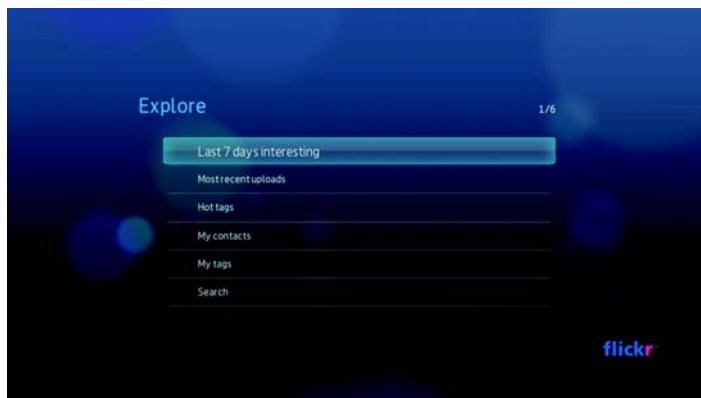 Explore
1/6
Last 7 days interesting
Most recent uploads
Hot tags
My contacts
My tags
Search
flickr